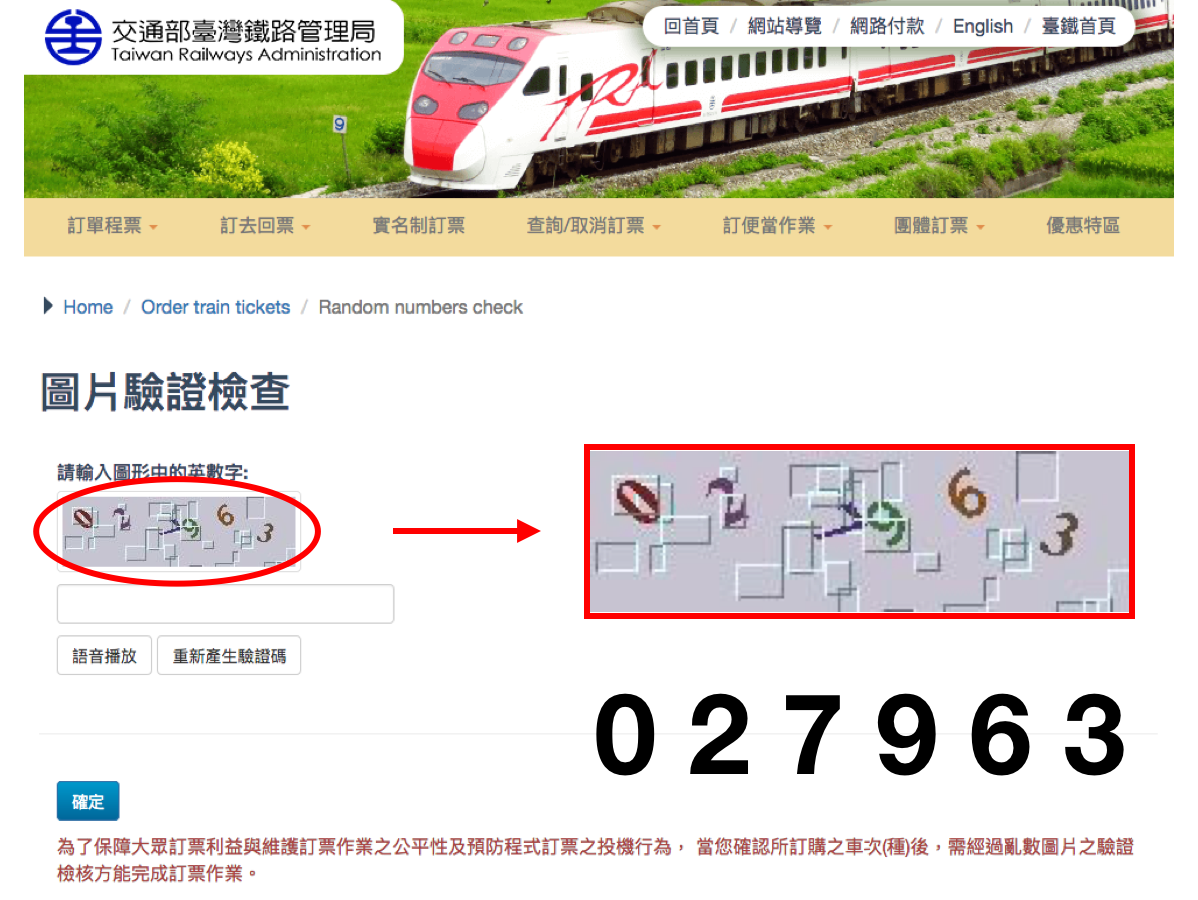 交通部臺灣鐵路管理局
Taiwan Railways Administration
回首頁 / 網站導覽 / 網路付款 / English / 臺鐵首頁
9
TRA
訂單程票 訂去回票 實名制訂票 查詢/取消訂票 訂便當作業 團體訂票 優惠特區
Home / Order train tickets / Random numbers check
圖片驗證檢查
請輸入圖形中的英數字:
027963
027963
語音播放 重新產生驗證碼
0 2 7 9 6 3
確定
為了保障大眾訂票利益與維護訂票作業之公平性及預防程式訂票之投機行為， 當您確認所訂購之車次(種)後，需經過亂數圖片之驗證
檢核方能完成訂票作業。